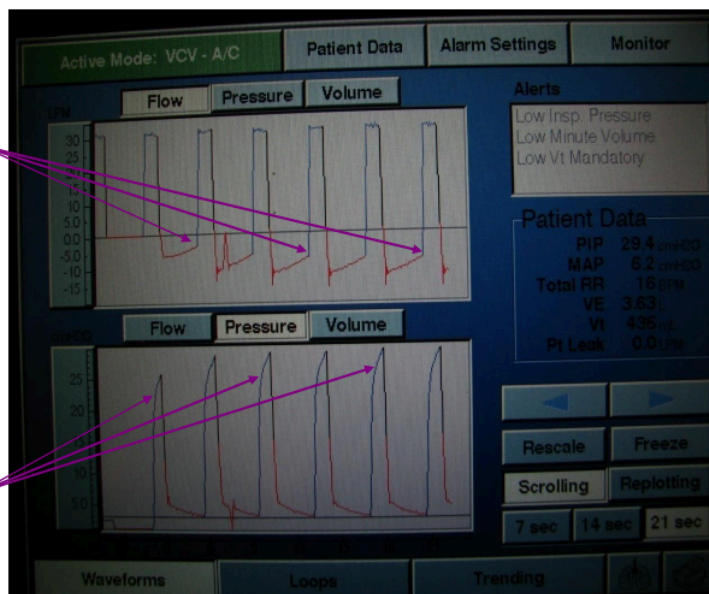 Active Mode: VCV - A/C
Patient Data
Alarm Settings
Monitor
Flow
Pressure
Volume
LPM
30
25
20
15
10
5.0
0.0
-5.0
-10
-15
Alerts
Low Insp. Pressure
Low Minute Volume
Low Vt Mandatory
Patient Data
PIP 29.4 cmH2O
MAP 6.2 cmH2O
Total RR 16 BPM
VE 3.63 L
Vt 436 mL
Pt Leak 0.0 LPM
Flow
Pressure
Volume
cmH2O
25
20
15
10
5.0
Rescale
Freeze
Scrolling
Replotting
7 sec
14 sec
21 sec
Waveforms
Loops
Trending